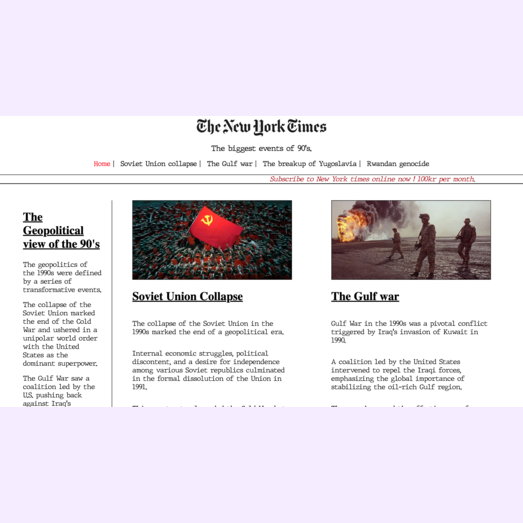 The New York Times
The biggest events of 90's.
Home | Soviet Union collapse | The Gulf war | The breakup of Yugoslavia | Rwandan genocide
Subscribe to New York times online now ! 100kr per month.
The
Geopolitical
view of the 90's
The geopolitics of
the 1990s were defined
by a series of
transformative events.
The collapse of the
Soviet Union marked
the end of the Cold
War and ushered in a
unipolar world order
with the United
States as the
dominant superpower.
The Gulf War saw a
coalition led by the
U.S. pushing back
against Iraq's
Soviet Union Collapse
The collapse of the Soviet Union in the
1990s marked the end of a geopolitical era.
Internal economic struggles, political
discontent, and a desire for independence
among various Soviet republics culminated
in the formal dissolution of the Union in
1991.
The Gulf war
Gulf War in the 1990s was a pivotal conflict
triggered by Iraq's invasion of Kuwait in
1990.
A coalition led by the United States
intervened to repel the Iraqi forces,
emphasizing the global importance of
stabilizing the oil-rich Gulf region.